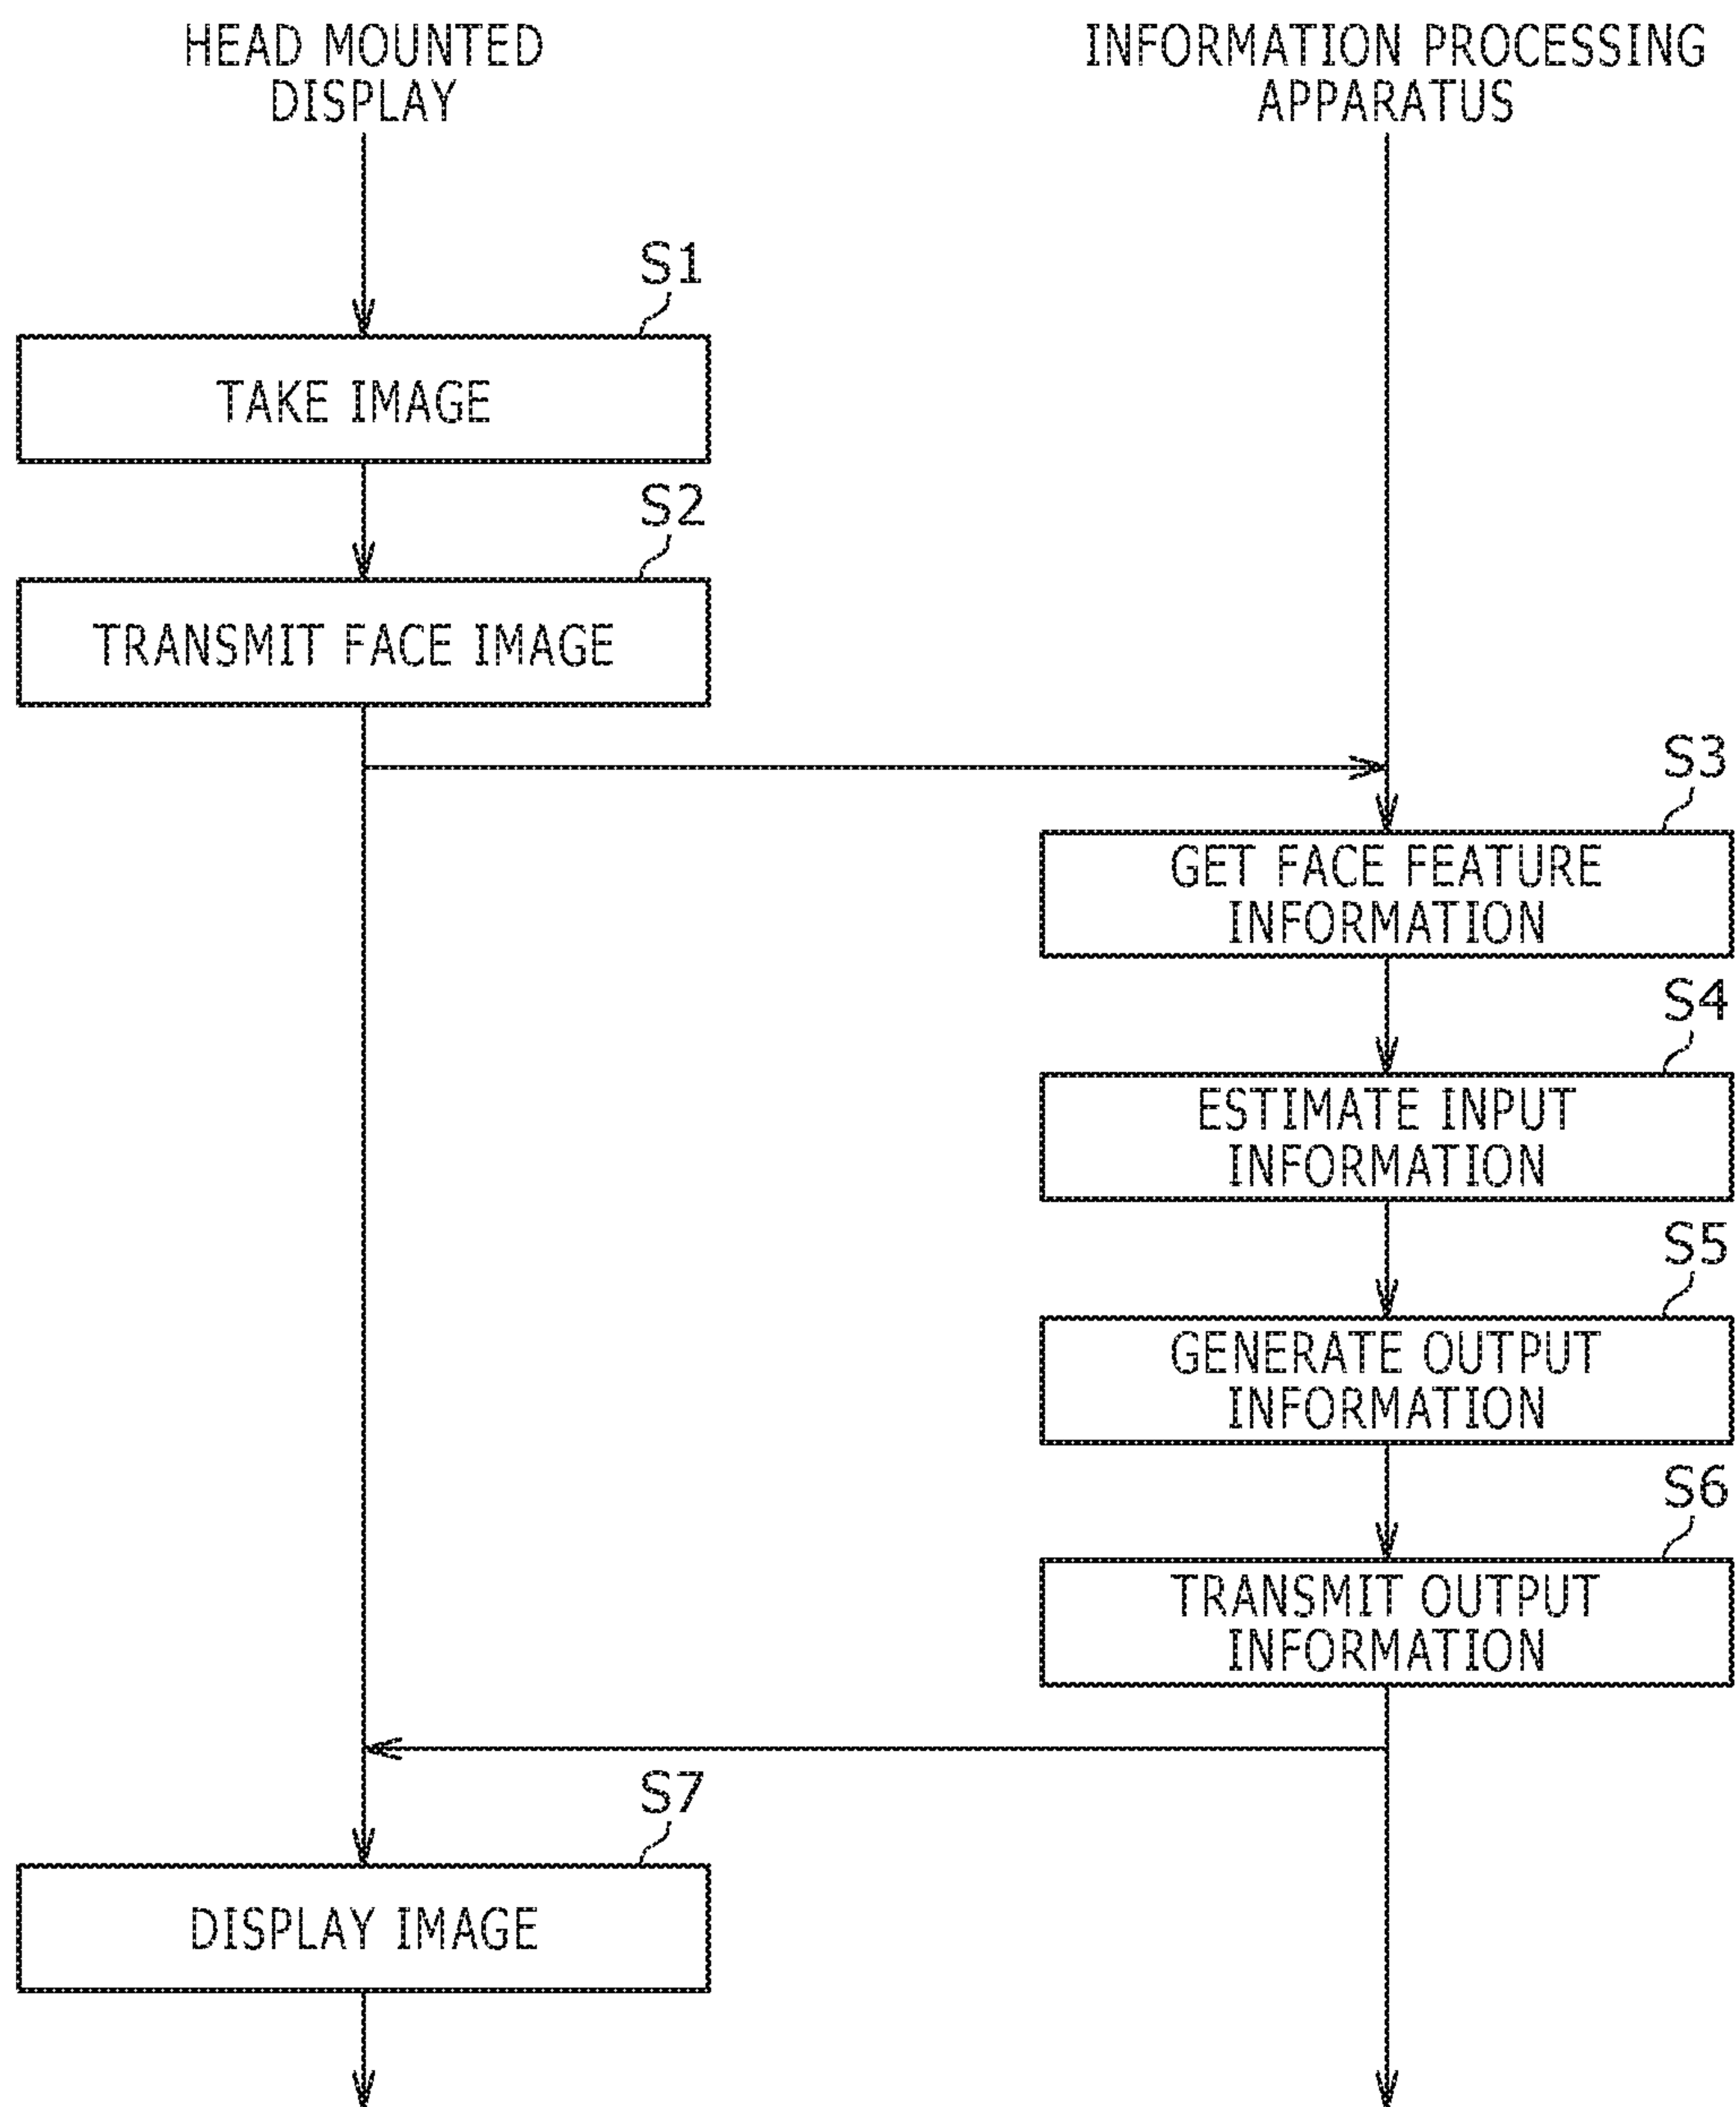 HEAD MOUNTED
DISPLAY
INFORMATION PROCESSING
APPARATUS
S1
TAKE IMAGE
S2
TRANSMIT FACE IMAGE
S3
GET FACE FEATURE
INFORMATION
S4
ESTIMATE INPUT
INFORMATION
S5
GENERATE OUTPUT
INFORMATION
S6
TRANSMIT OUTPUT
INFORMATION
S7
DISPLAY IMAGE